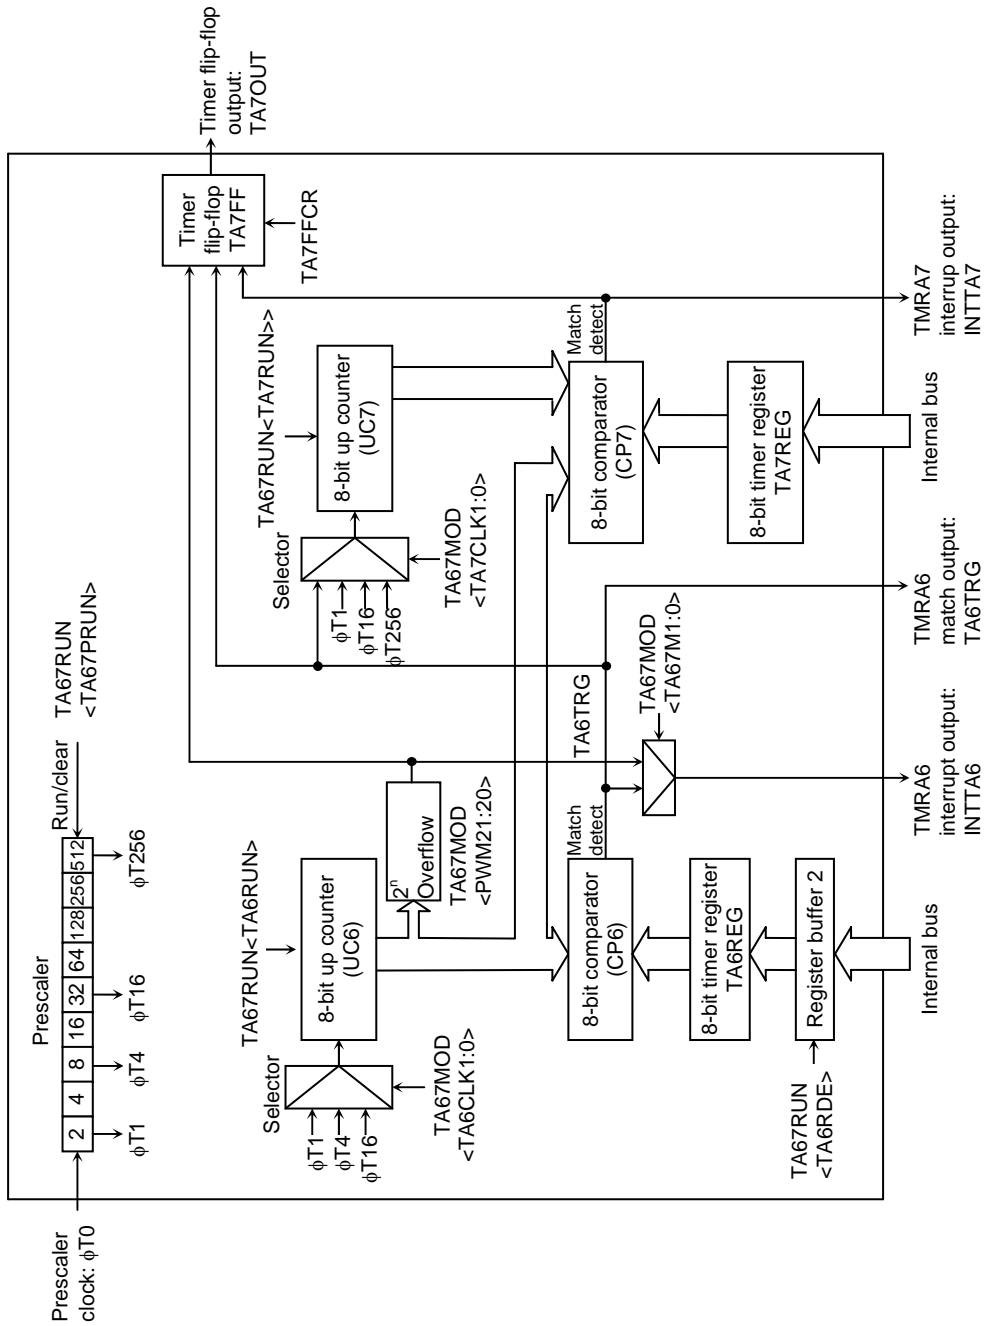 Prescaler
clock: ϕT0
Prescaler
2
4
8
16
32
64
128
256
512
Run/clear
TA67RUN
<TA67PRUN>
ϕT1
ϕT4
ϕT16
ϕT256
TA67RUN<TA6RUN>
Selector
ϕT1
ϕT4
ϕT16
8-bit up counter
(UC6)
TA67MOD
<TA6CLK1:0>
2n
Overflow
TA67MOD
<PWM21:20>
TA67RUN<TA7RUN>>
Selector
ϕT1
ϕT16
ϕT256
8-bit up counter
(UC7)
TA67MOD
<TA7CLK1:0>
Timer
flip-flop
TA7FF
TA7FFCR
Timer flip-flop
output:
TA7OUT
8-bit comparator
(CP6)
Match
detect
TA6TRG
TA67MOD
<TA67M1:0>
8-bit comparator
(CP7)
Match
detect
8-bit timer register
TA6REG
8-bit timer register
TA7REG
Register buffer 2
TA67RUN
<TA6RDE>
Internal bus
TMRA6
interrupt output:
INTTA6
TMRA6
match output:
TA6TRG
Internal bus
TMRA7
interrup output:
INTTA7